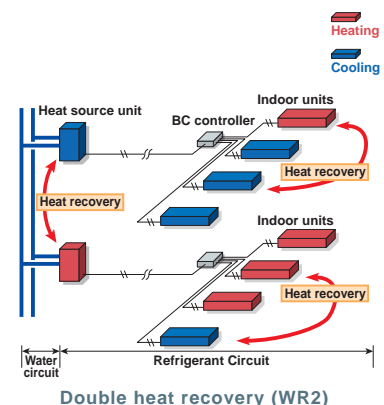 Heating
Cooling
Indoor units
BC controller
Heat source unit
Heat recovery
Heat recovery
Indoor units
Heat recovery
Water
circuit
Refrigerant Circuit
Double heat recovery (WR2)